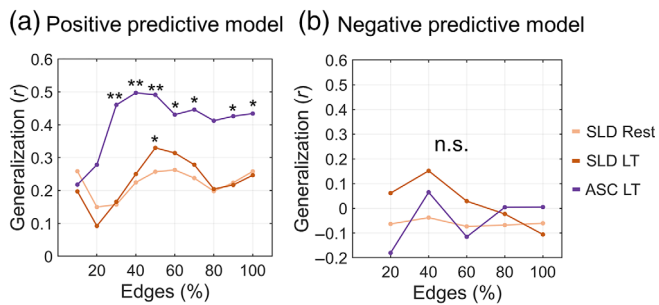 (a) Positive predictive model
(b) Negative predictive model
Generalization (r)
0.6
0.5
0.4
0.3
0.2
0.1
0
** ** ** * * * *
*
20 40 60 80 100
Edges (%)
Generalization (r)
0.6
0.5
0.4
0.3
0.2
0.1
0
–0.1
–0.2
n.s.
20 40 60 80 100
Edges (%)
SLD Rest
SLD LT
ASC LT